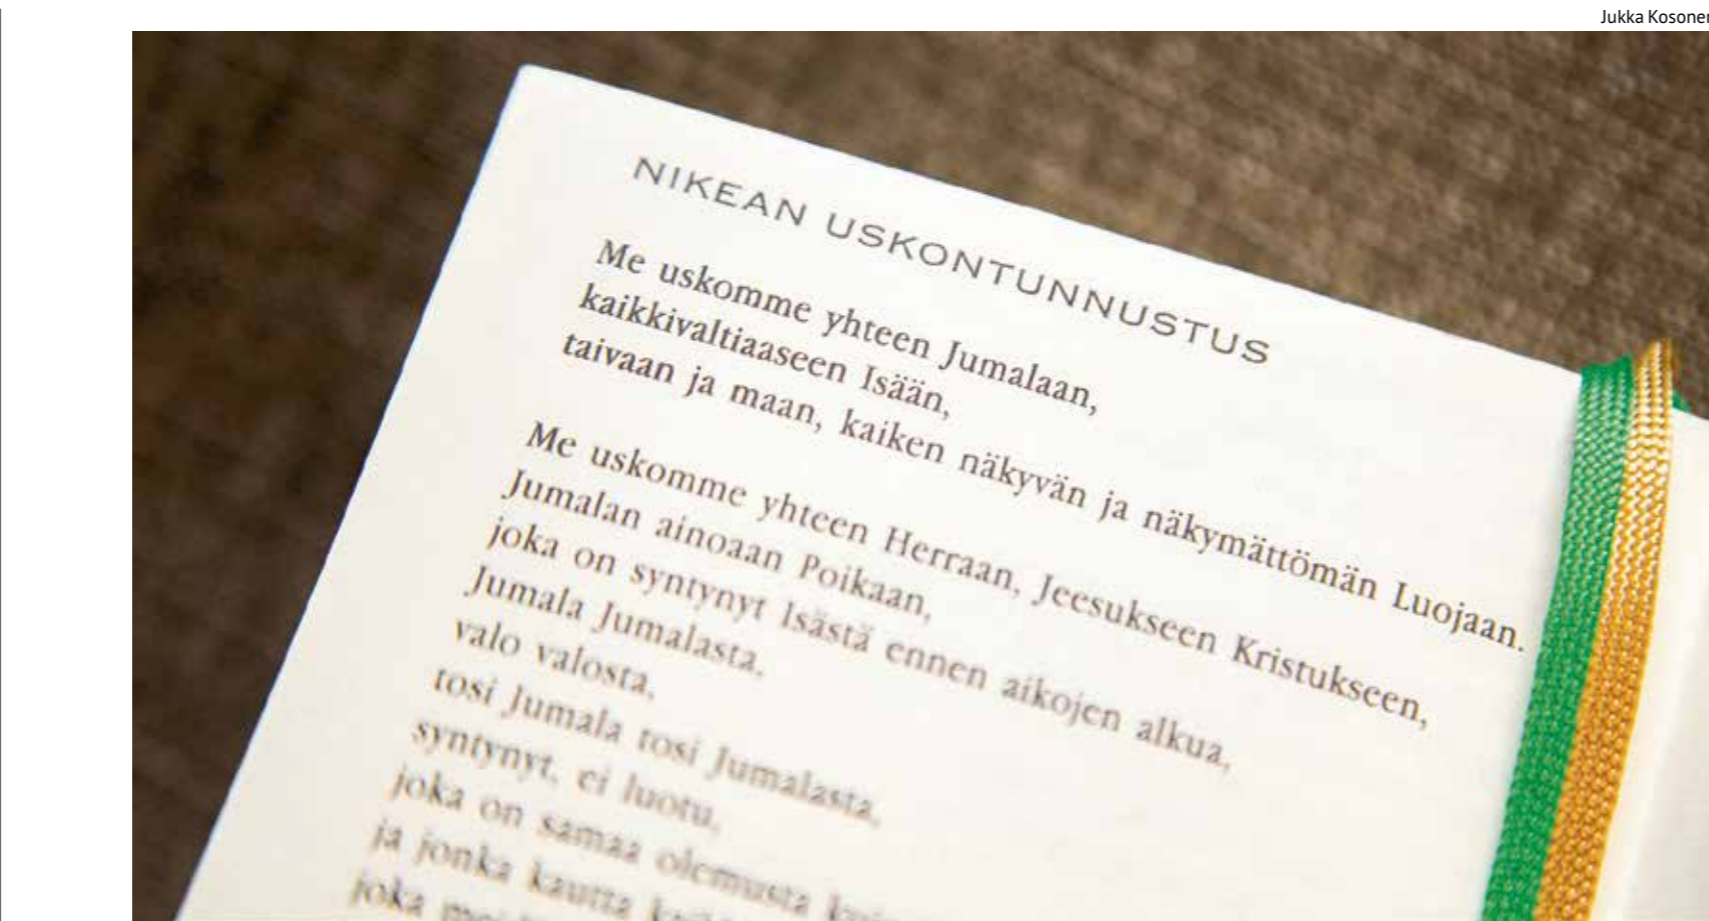 Jukka Kosonen
NIKEAN USKONTUNNUSTUS
Me uskomme yhteen Jumalaan,
kaikkivaltiaaseen Isään,
taivaan ja maan, kaiken näkyvän ja näkymättömän Luojaan.
Me uskomme yhteen Herraan, Jeesukseen Kristukseen,
Jumalan ainoaan Poikaan,
joka on syntynyt Isästä ennen aikojen alkua,
Jumala Jumalasta,
valo valosta,
tosi Jumala tosi Jumalasta,
syntynyt, ei luotu,
joka on samaa olemusta
ja jonka kautta
joka